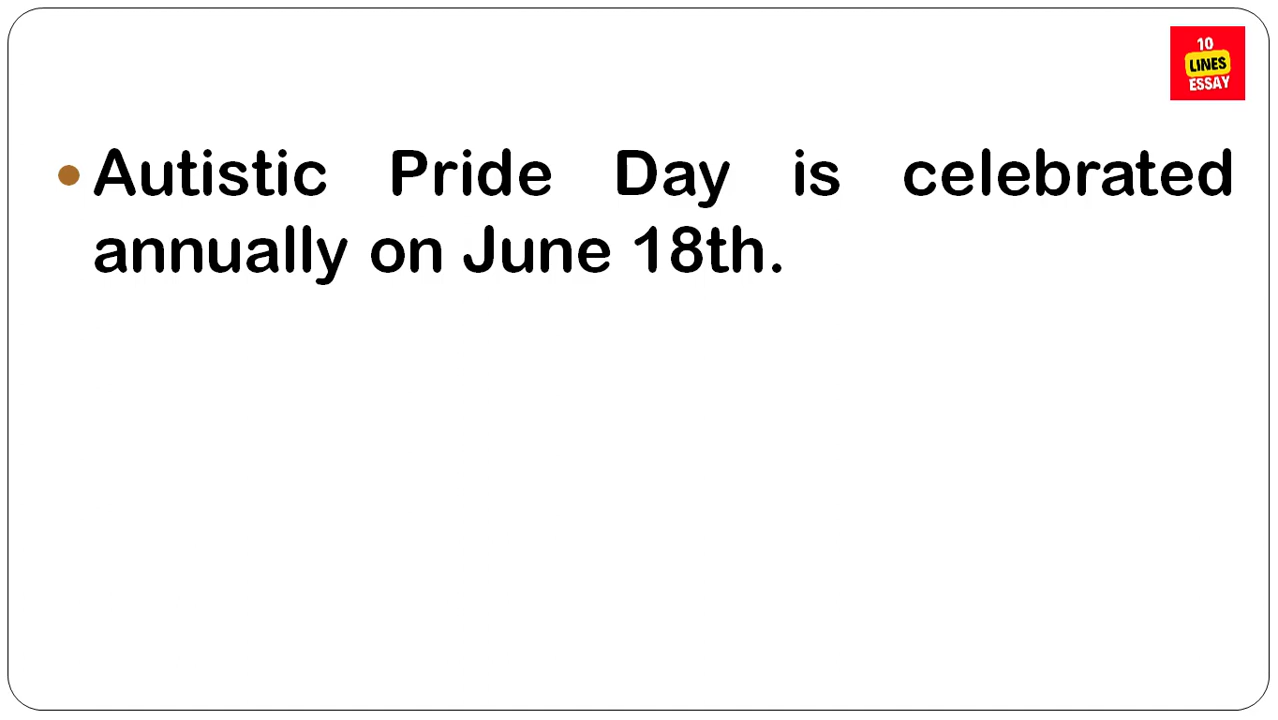 10
LINES
ESSAY
• Autistic Pride Day is celebrated
annually on June 18th.